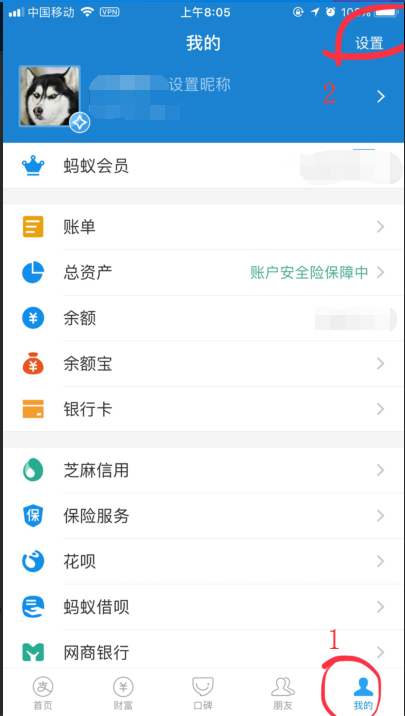 中国移动 VPN 上午8:05 100%
我的 设置
设置昵称
2
蚂蚁会员
账单
总资产 账户安全险保障中
余额
余额宝
银行卡
芝麻信用
保 保险服务
花呗
蚂蚁借呗
网商银行
1
支 ¥
首页 财富 口碑 朋友 我的